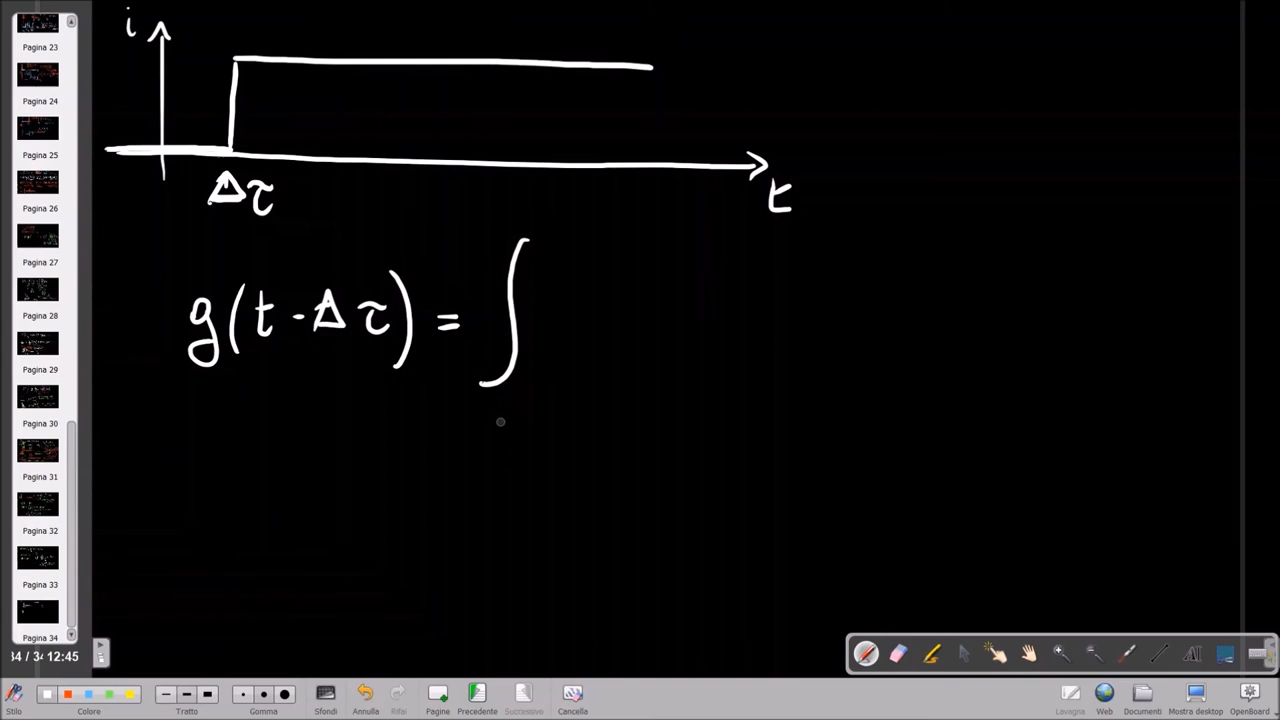 i
Δτ
t
g(t-Δτ) = ∫
Pagina 23
Pagina 24
Pagina 25
Pagina 26
Pagina 27
Pagina 28
Pagina 29
Pagina 30
Pagina 31
Pagina 32
Pagina 33
Pagina 34
12:45
Stilo
Colore
Tratto
Gomma
Sfondi
Annulla
Rifai
Pagine
Precedente
Successivo
Cancella
Lavagna
Web
Documenti
Mostra desktop
OpenBoard